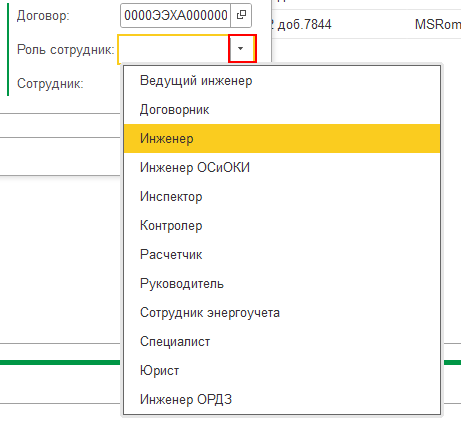 Договор: 0000ЭЭХА000000
2 доб.7844 MSRom
Роль сотрудник:
Сотрудник:
Ведущий инженер
Договорник
Инженер
Инженер ОСиОКИ
Инспектор
Контролер
Расчетчик
Руководитель
Сотрудник энергоучета
Специалист
Юрист
Инженер ОРДЗ